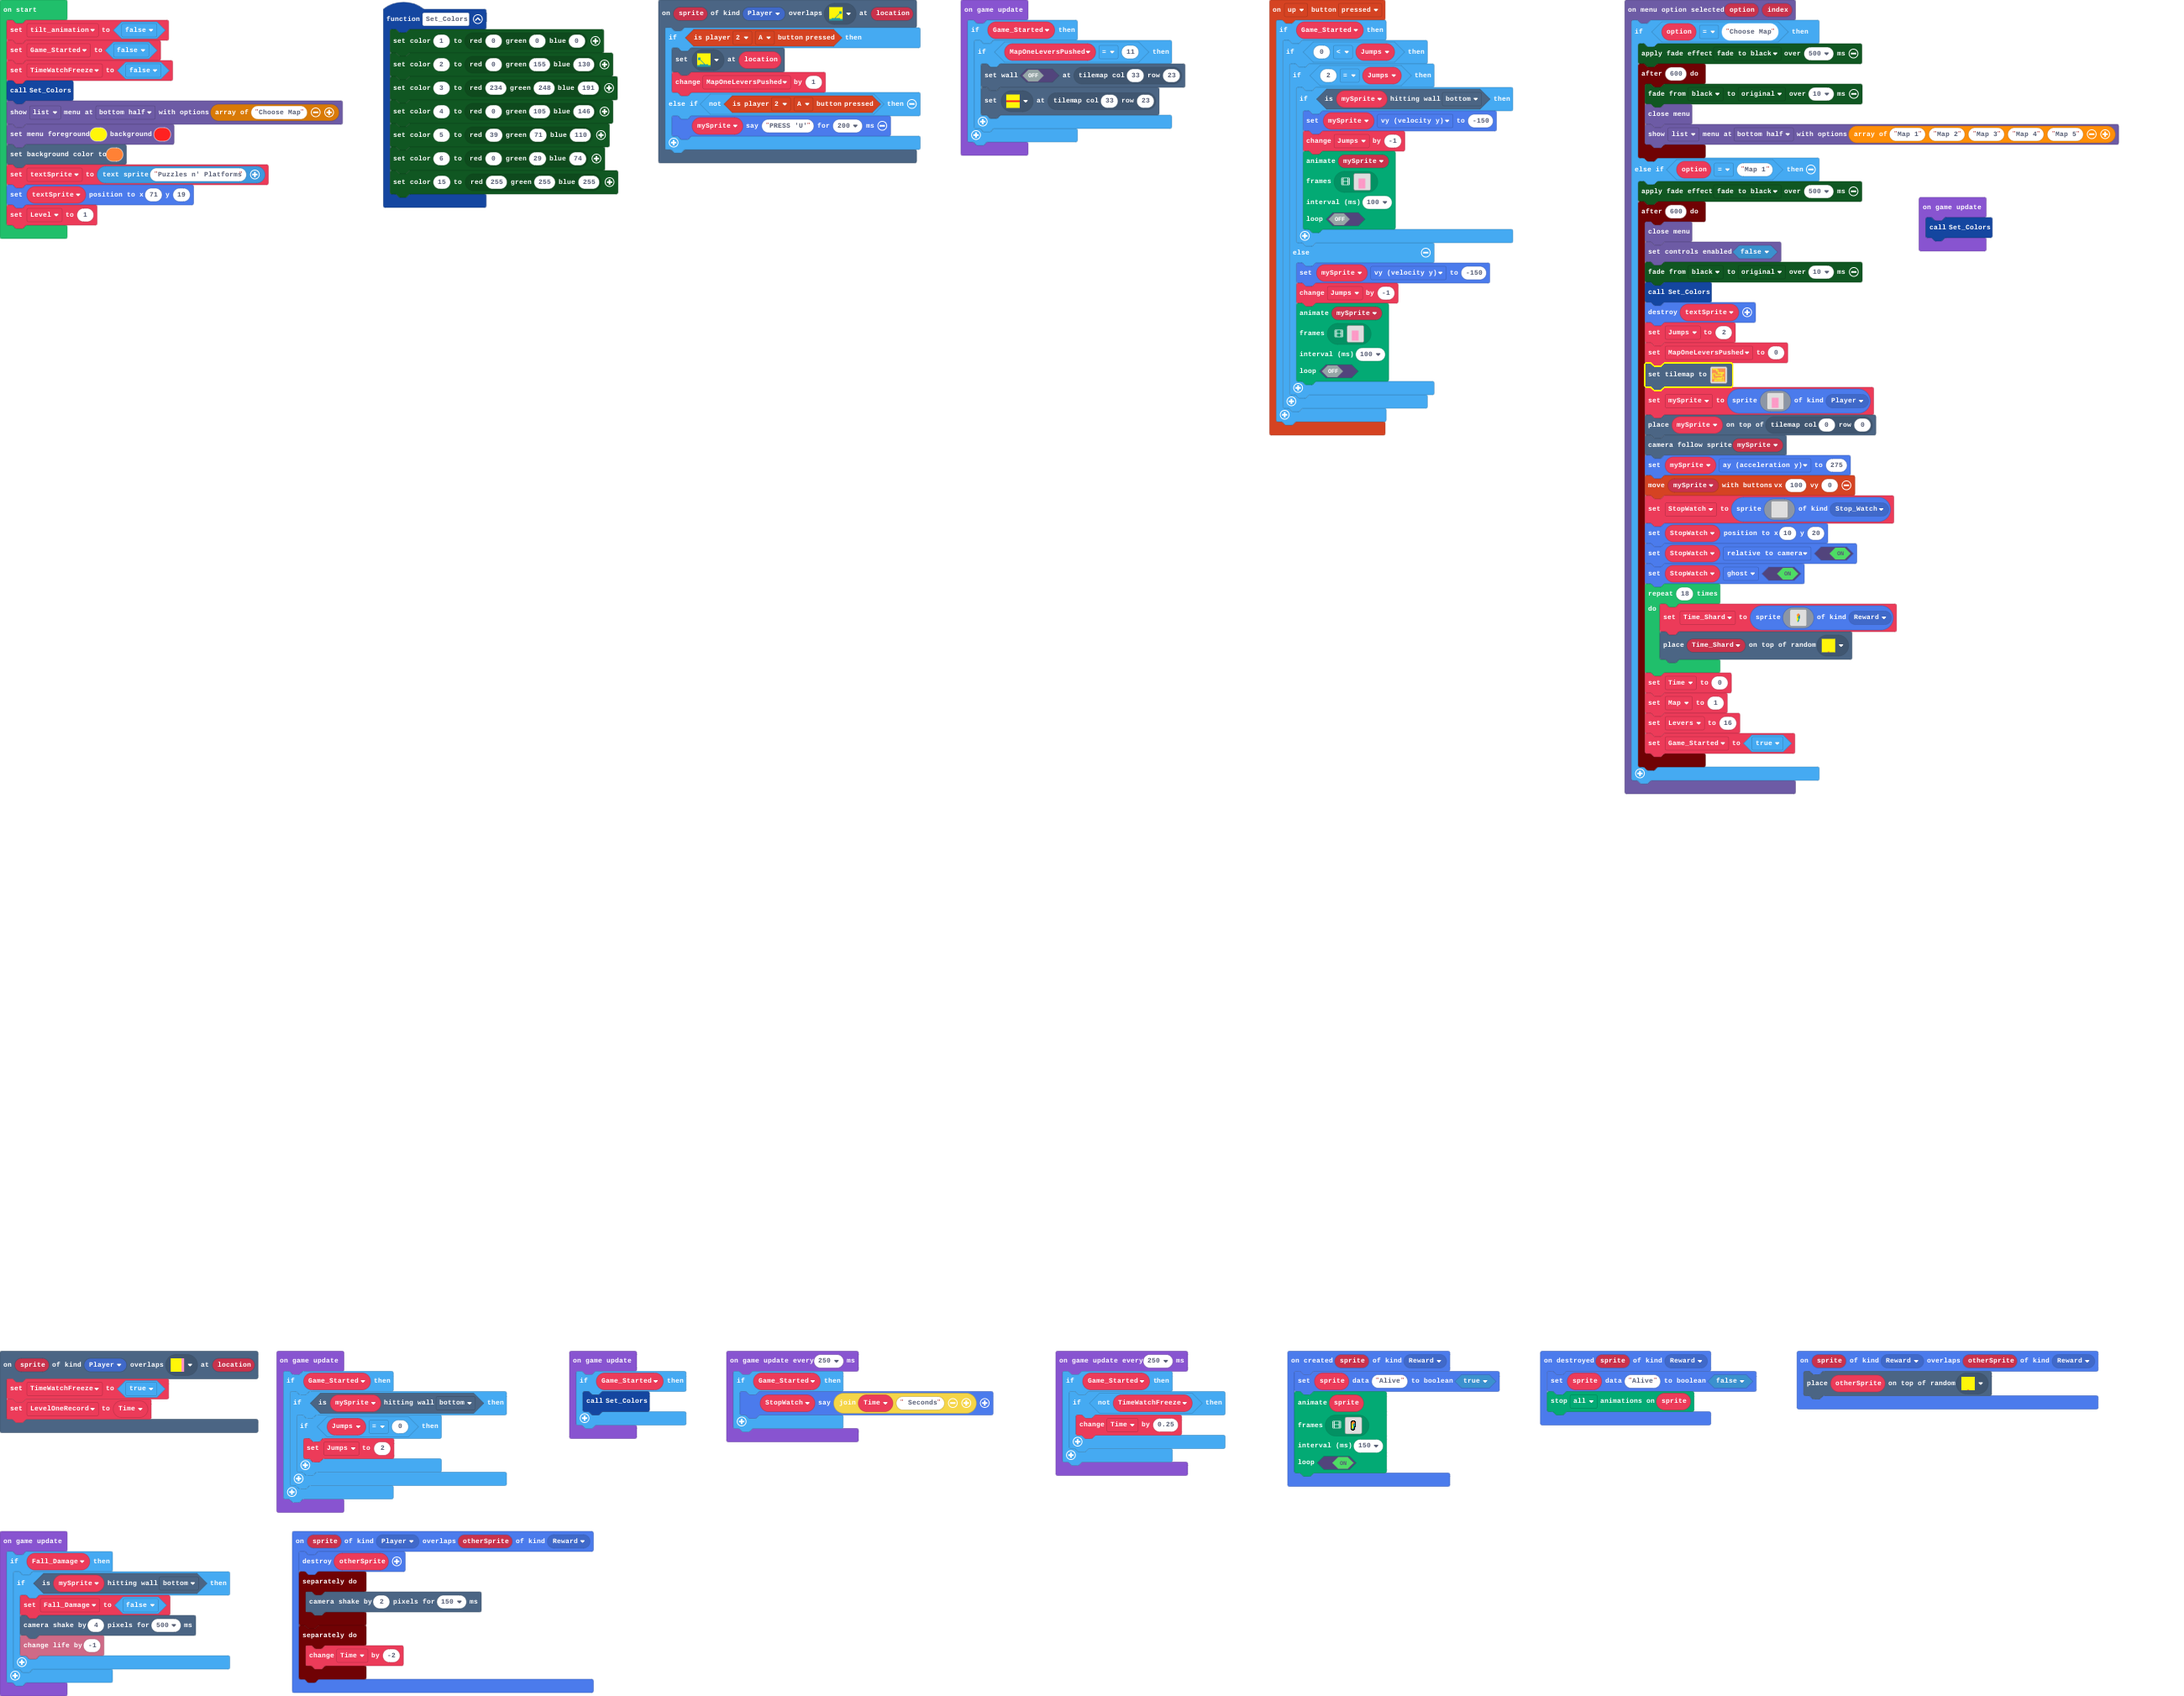 on start
set tilt_animation to false
set Game_Started to false
set TimeWatchFreeze to false
call Set_Colors
show list menu at bottom half with options array of "Choose Map"
set menu foreground background
set background color to
set textSprite to text sprite "Puzzles n' Platforms"
set textSprite position to x 71 y 19
set Level to 1
function Set_Colors
set color 1 to red 0 green 0 blue 0
set color 2 to red 0 green 155 blue 130
set color 3 to red 234 green 248 blue 191
set color 4 to red 0 green 105 blue 146
set color 5 to red 39 green 71 blue 110
set color 6 to red 0 green 29 blue 74
set color 15 to red 255 green 255 blue 255
on sprite of kind Player overlaps at location
if is player 2 A button pressed then
set at location
change MapOneLeversPushed by 1
else if not is player 2 A button pressed then
mySprite say "PRESS 'U'" for 200 ms
on game update
if Game_Started then
if MapOneLeversPushed = 11 then
set wall OFF at tilemap col 33 row 23
set at tilemap col 33 row 23
on up button pressed
if Game_Started then
if 0 < Jumps then
if 2 = Jumps then
if is mySprite hitting wall bottom then
set mySprite vy (velocity y) to -150
change Jumps by -1
animate mySprite
frames
interval (ms) 100
loop OFF
else
set mySprite vy (velocity y) to -150
change Jumps by -1
animate mySprite
frames
interval (ms) 100
loop OFF
on menu option selected option index
if option = "Choose Map" then
apply fade effect fade to black over 500 ms
after 600 do
fade from black to original over 10 ms
close menu
show list menu at bottom half with options array of "Map 1" "Map 2" "Map 3" "Map 4" "Map 5"
else if option = "Map 1" then
apply fade effect fade to black over 500 ms
after 600 do
close menu
set controls enabled false
fade from black to original over 10 ms
call Set_Colors
destroy textSprite
set Jumps to 2
set MapOneLeversPushed to 0
set tilemap to
set mySprite to sprite of kind Player
place mySprite on top of tilemap col 0 row 0
camera follow sprite mySprite
set mySprite ay (acceleration y) to 275
move mySprite with buttons vx 100 vy 0
set StopWatch to sprite of kind Stop_Watch
set StopWatch position to x 10 y 20
set StopWatch relative to camera ON
set StopWatch ghost ON
repeat 18 times
do set Time_Shard to sprite of kind Reward
place Time_Shard on top of random
set Time to 0
set Map to 1
set Levers to 16
set Game_Started to true
on game update
call Set_Colors
on sprite of kind Player overlaps at location
set TimeWatchFreeze to true
set LevelOneRecord to Time
on game update
if Game_Started then
if is mySprite hitting wall bottom then
if Jumps = 0 then
set Jumps to 2
on game update
if Game_Started then
call Set_Colors
on game update every 250 ms
if Game_Started then
StopWatch say join Time " Seconds"
on game update every 250 ms
if Game_Started then
if not TimeWatchFreeze then
change Time by 0.25
on created sprite of kind Reward
set sprite data "Alive" to boolean true
animate sprite
frames
interval (ms) 150
loop ON
on destroyed sprite of kind Reward
set sprite data "Alive" to boolean false
stop all animations on sprite
on sprite of kind Reward overlaps otherSprite of kind Reward
place otherSprite on top of random
on game update
if Fall_Damage then
if is mySprite hitting wall bottom then
set Fall_Damage to false
camera shake by 4 pixels for 500 ms
change life by -1
on sprite of kind Player overlaps otherSprite of kind Reward
destroy otherSprite
separately do
camera shake by 2 pixels for 150 ms
separately do
change Time by -2